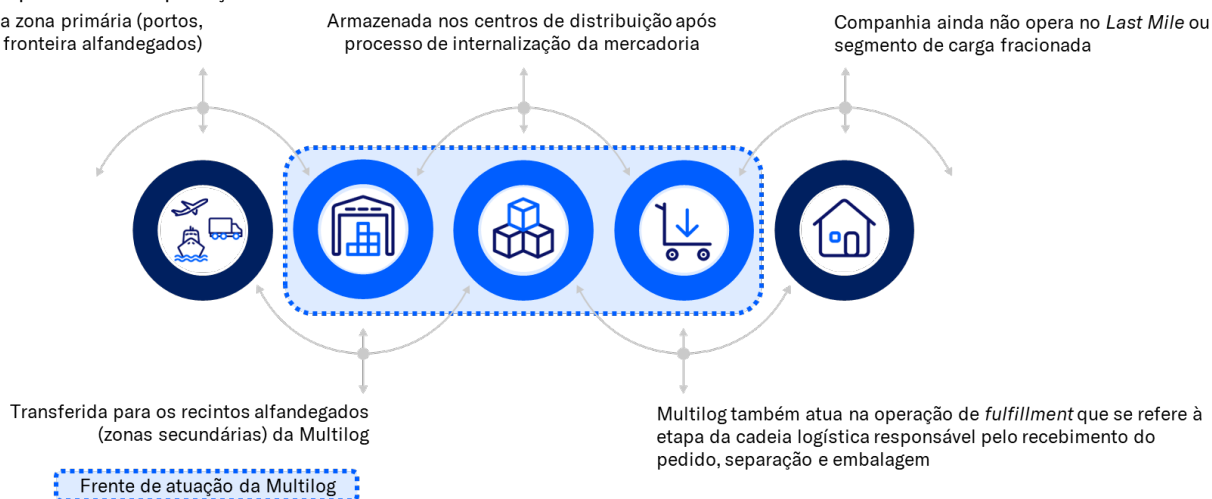 a zona primária (portos,
fronteira alfandegados)
Armazenada nos centros de distribuição após
processo de internalização da mercadoria
Companhia ainda não opera no Last Mile ou
segmento de carga fracionada
Transferida para os recintos alfandegados
(zonas secundárias) da Multilog
Multilog também atua na operação de fulfillment que se refere à
etapa da cadeia logística responsável pelo recebimento do
pedido, separação e embalagem
Frente de atuação da Multilog